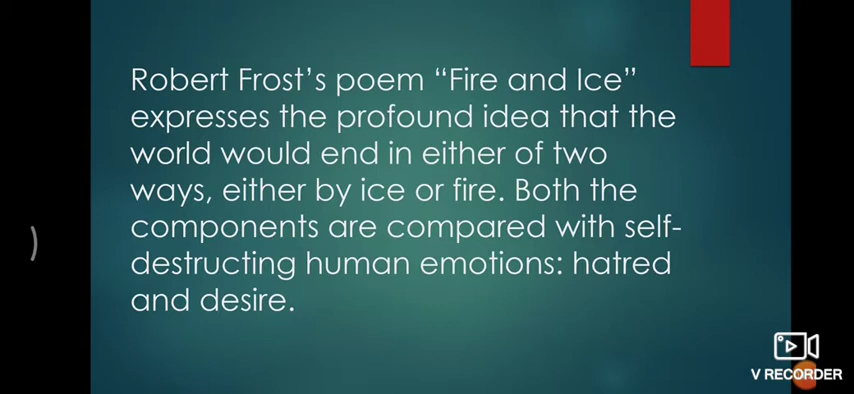 Robert Frost’s poem “Fire and Ice”
expresses the profound idea that the
world would end in either of two
ways, either by ice or fire. Both the
components are compared with self-
destructing human emotions: hatred
and desire.
V RECORDER